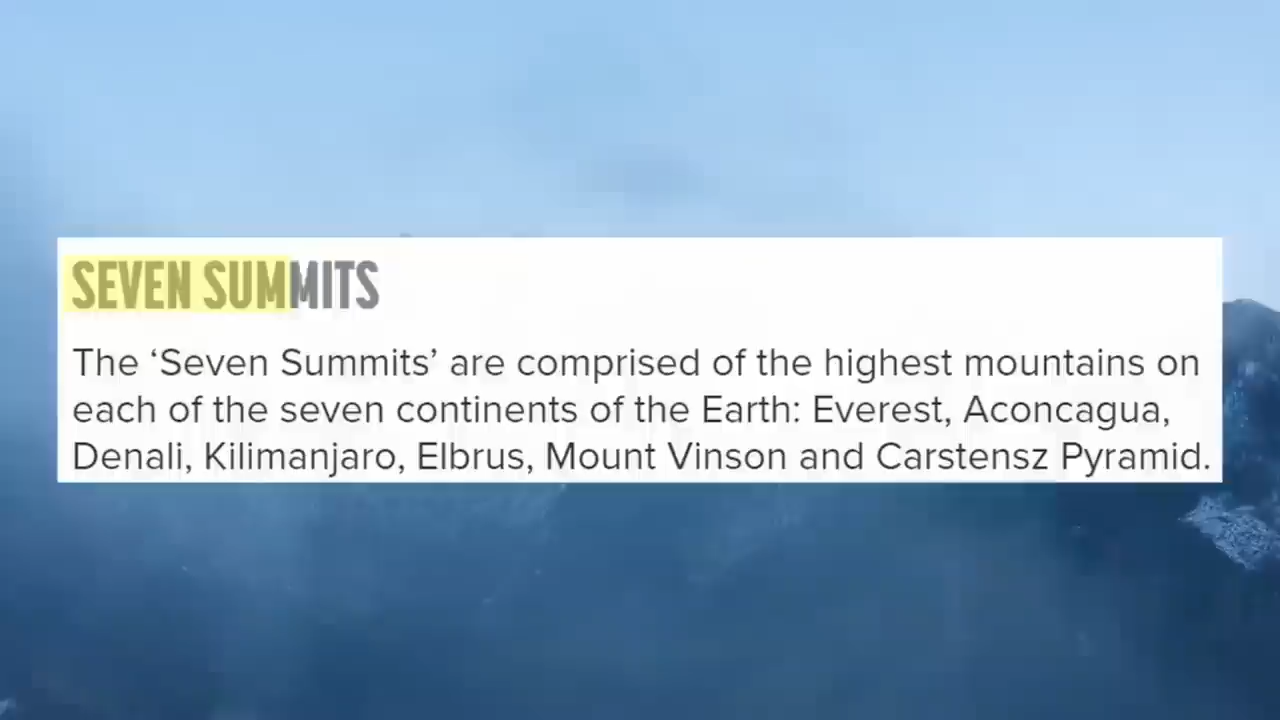 SEVEN SUMMITS
The ‘Seven Summits’ are comprised of the highest mountains on
each of the seven continents of the Earth: Everest, Aconcagua,
Denali, Kilimanjaro, Elbrus, Mount Vinson and Carstensz Pyramid.